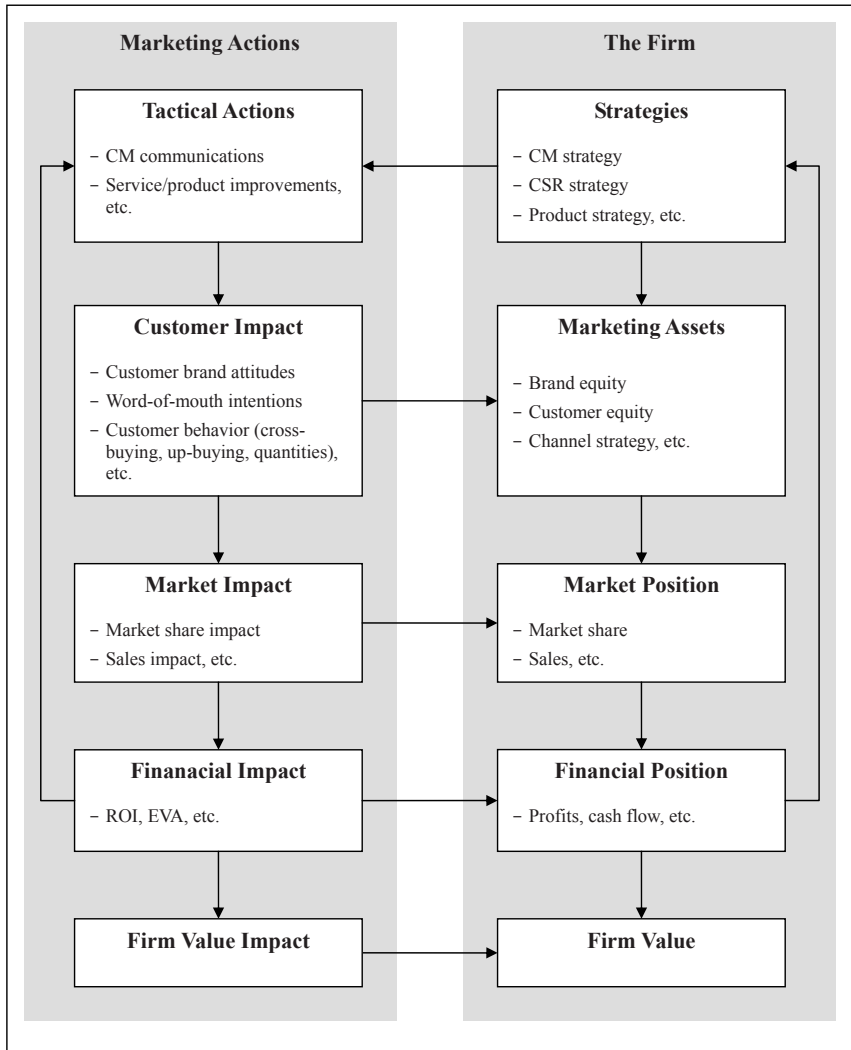 Marketing Actions
Tactical Actions
– CM communications
– Service/product improvements,
etc.
Customer Impact
– Customer brand attitudes
– Word-of-mouth intentions
– Customer behavior (cross-
buying, up-buying, quantities),
etc.
Market Impact
– Market share impact
– Sales impact, etc.
Finanacial Impact
– ROI, EVA, etc.
Firm Value Impact
The Firm
Strategies
– CM strategy
– CSR strategy
– Product strategy, etc.
Marketing Assets
– Brand equity
– Customer equity
– Channel strategy, etc.
Market Position
– Market share
– Sales, etc.
Financial Position
– Profits, cash flow, etc.
Firm Value